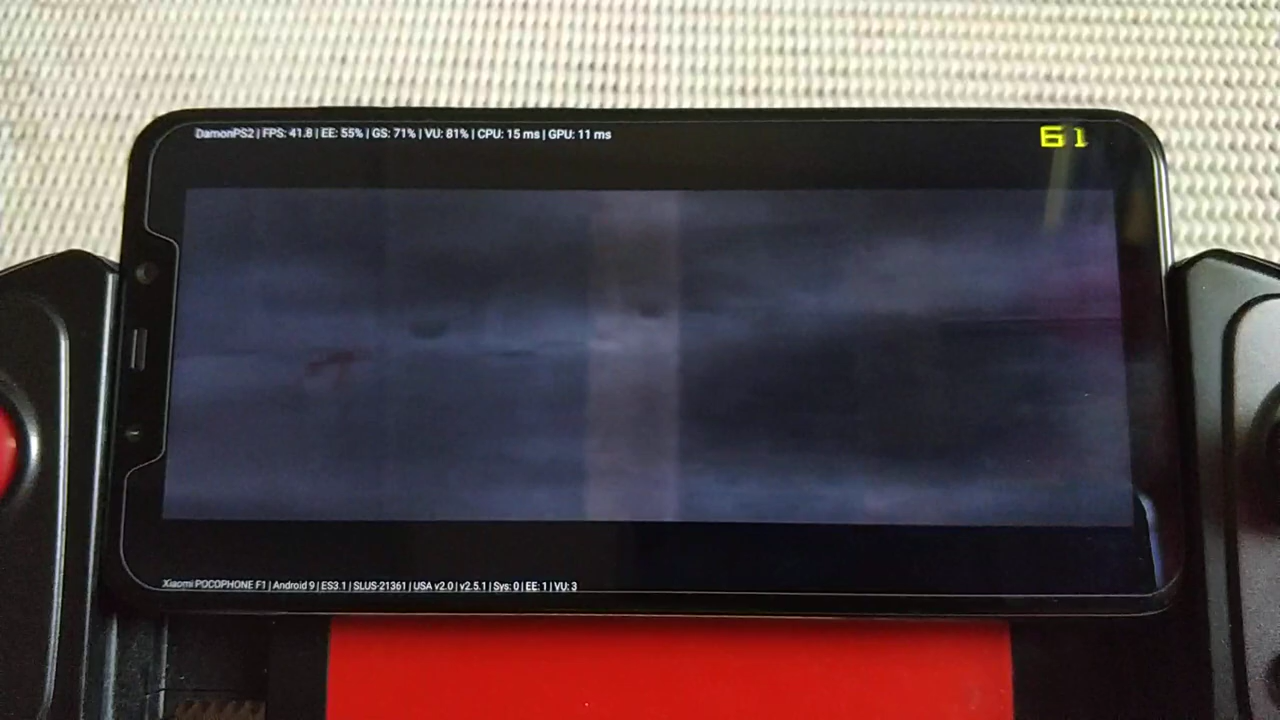 DamonPS2 | FPS: 41.8 | EE: 55% | GS: 71% | VU: 81% | CPU: 15 ms | GPU: 11 ms
61
Xiaomi POCOPHONE F1 | Android 9 | ES3.1 | SLUS-21361 | USA v2.0 | v2.5.1 | Sys: 0 | EE: 1 | VU: 3